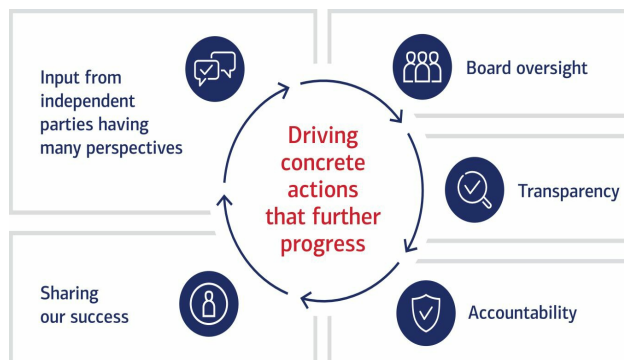 Input from
independent
parties having
many perspectives
Board oversight
Driving
concrete
actions
that further
progress
Transparency
Sharing
our success
Accountability